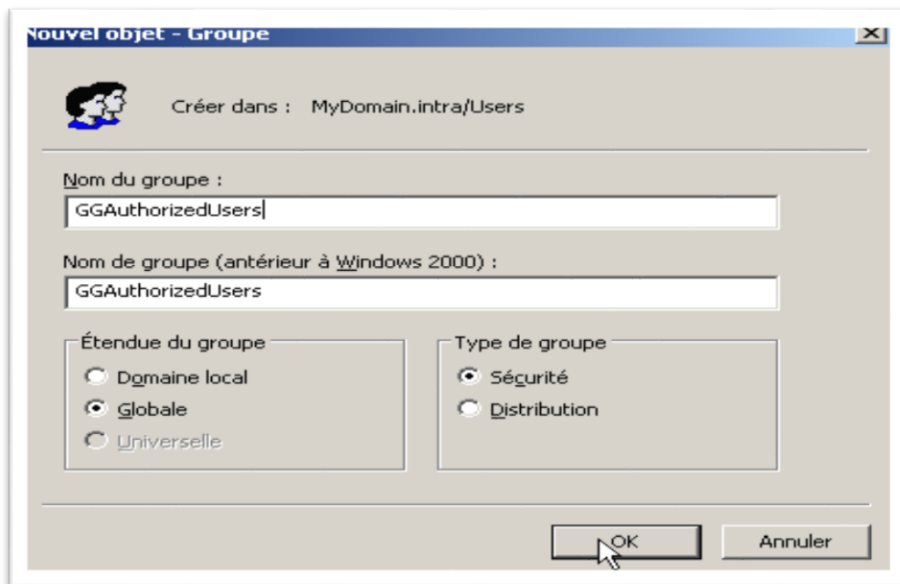 Nouvel objet - Groupe
Créer dans : MyDomain.intra/Users
Nom du groupe :
GGAuthorizedUsers
Nom de groupe (antérieur à Windows 2000) :
GGAuthorizedUsers
Étendue du groupe
Domaine local
Globale
Universelle
Type de groupe
Sécurité
Distribution
OK
Annuler